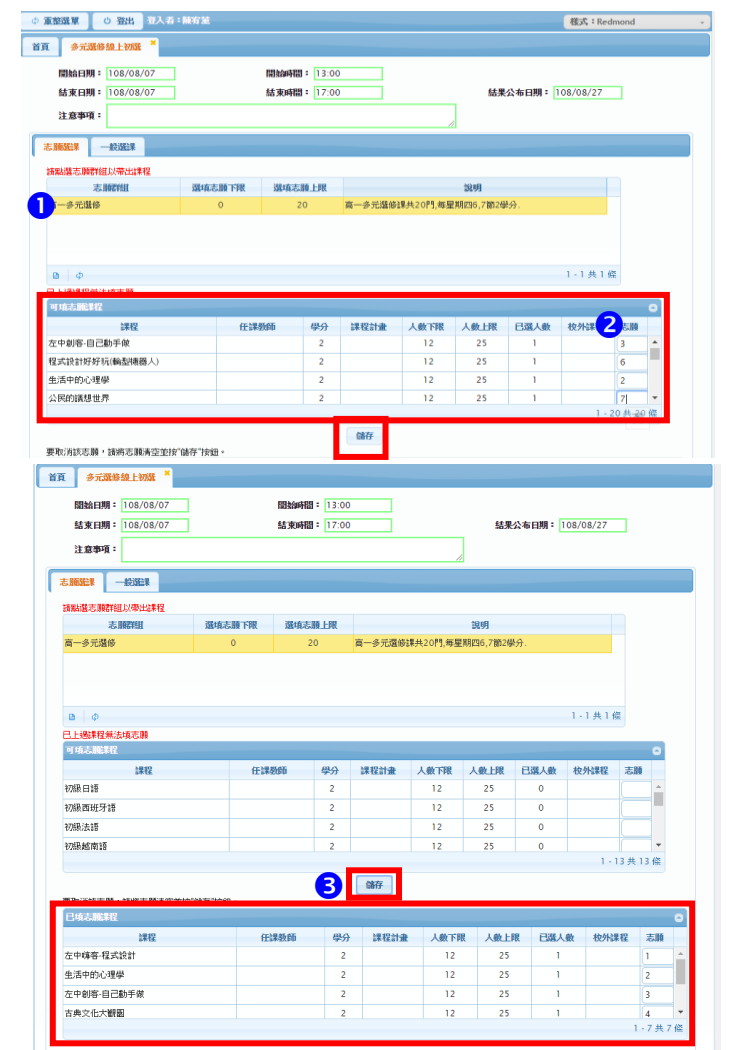 重整選單 登出 登入者：陳宥蓁 樣式：Redmond
首頁 多元選修線上初選
開始日期： 108/08/07 開始時間： 13:00
結束日期： 108/08/07 結束時間： 17:00 結果公布日期： 108/08/27
注意事項：
志願選課 一般選課
請點選志願群組以帶出課程
志願群組 選填志願下限 選填志願上限 說明
1 高一多元選修 0 20 高一多元選修課共20門,每星期四6,7節2學分.
1 - 1 共 1 條
已上過課程無法填志願
可填志願課程
課程 任課教師 學分 課程計畫 人數下限 人數上限 已選人數 校外課程 2 志願
左中創客-自己動手做 2 12 25 1 3
程式設計好好玩(輪型機器人) 2 12 25 1 6
生活中的心理學 2 12 25 1 2
公民的議想世界 2 12 25 1 7
1 - 20 共 20 條
儲存
要取消該志願，請將志願清空並按"儲存"按鈕。
首頁 多元選修線上初選
開始日期： 108/08/07 開始時間： 13:00
結束日期： 108/08/07 結束時間： 17:00 結果公布日期： 108/08/27
注意事項：
志願選課 一般選課
請點選志願群組以帶出課程
志願群組 選填志願下限 選填志願上限 說明
高一多元選修 0 20 高一多元選修課共20門,每星期四6,7節2學分.
1 - 1 共 1 條
已上過課程無法填志願
可填志願課程
課程 任課教師 學分 課程計畫 人數下限 人數上限 已選人數 校外課程 志願
初級日語 2 12 25 0
初級西班牙語 2 12 25 0
初級法語 2 12 25 0
初級越南語 2 12 25 0
1 - 13 共 13 條
3 儲存
要取消該志願，請將志願清空並按"儲存"按鈕
已填志願課程
課程 任課教師 學分 課程計畫 人數下限 人數上限 已選人數 校外課程 志願
左中嗨客-程式設計 2 12 25 1 1
生活中的心理學 2 12 25 1 2
左中創客-自己動手做 2 12 25 1 3
古典文化大觀園 2 12 25 1 4
1 - 7 共 7 條